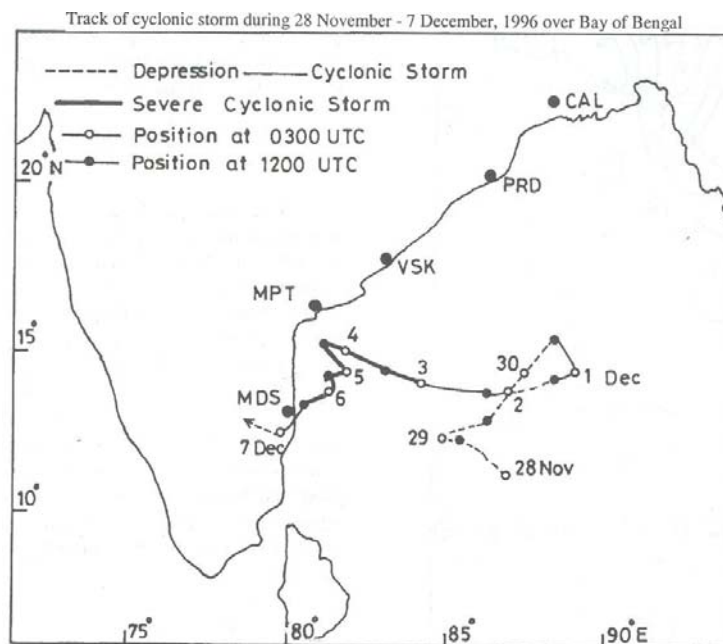 Track of cyclonic storm during 28 November - 7 December, 1996 over Bay of Bengal
Depression
Cyclonic Storm
Severe Cyclonic Storm
Position at 0300 UTC
Position at 1200 UTC
CAL
20°N
PRD
VSK
MPT
15°
4
30
3
1 Dec
5
2
6
MDS
29
7 Dec
28 Nov
10°
75°
80°
85°
90°E